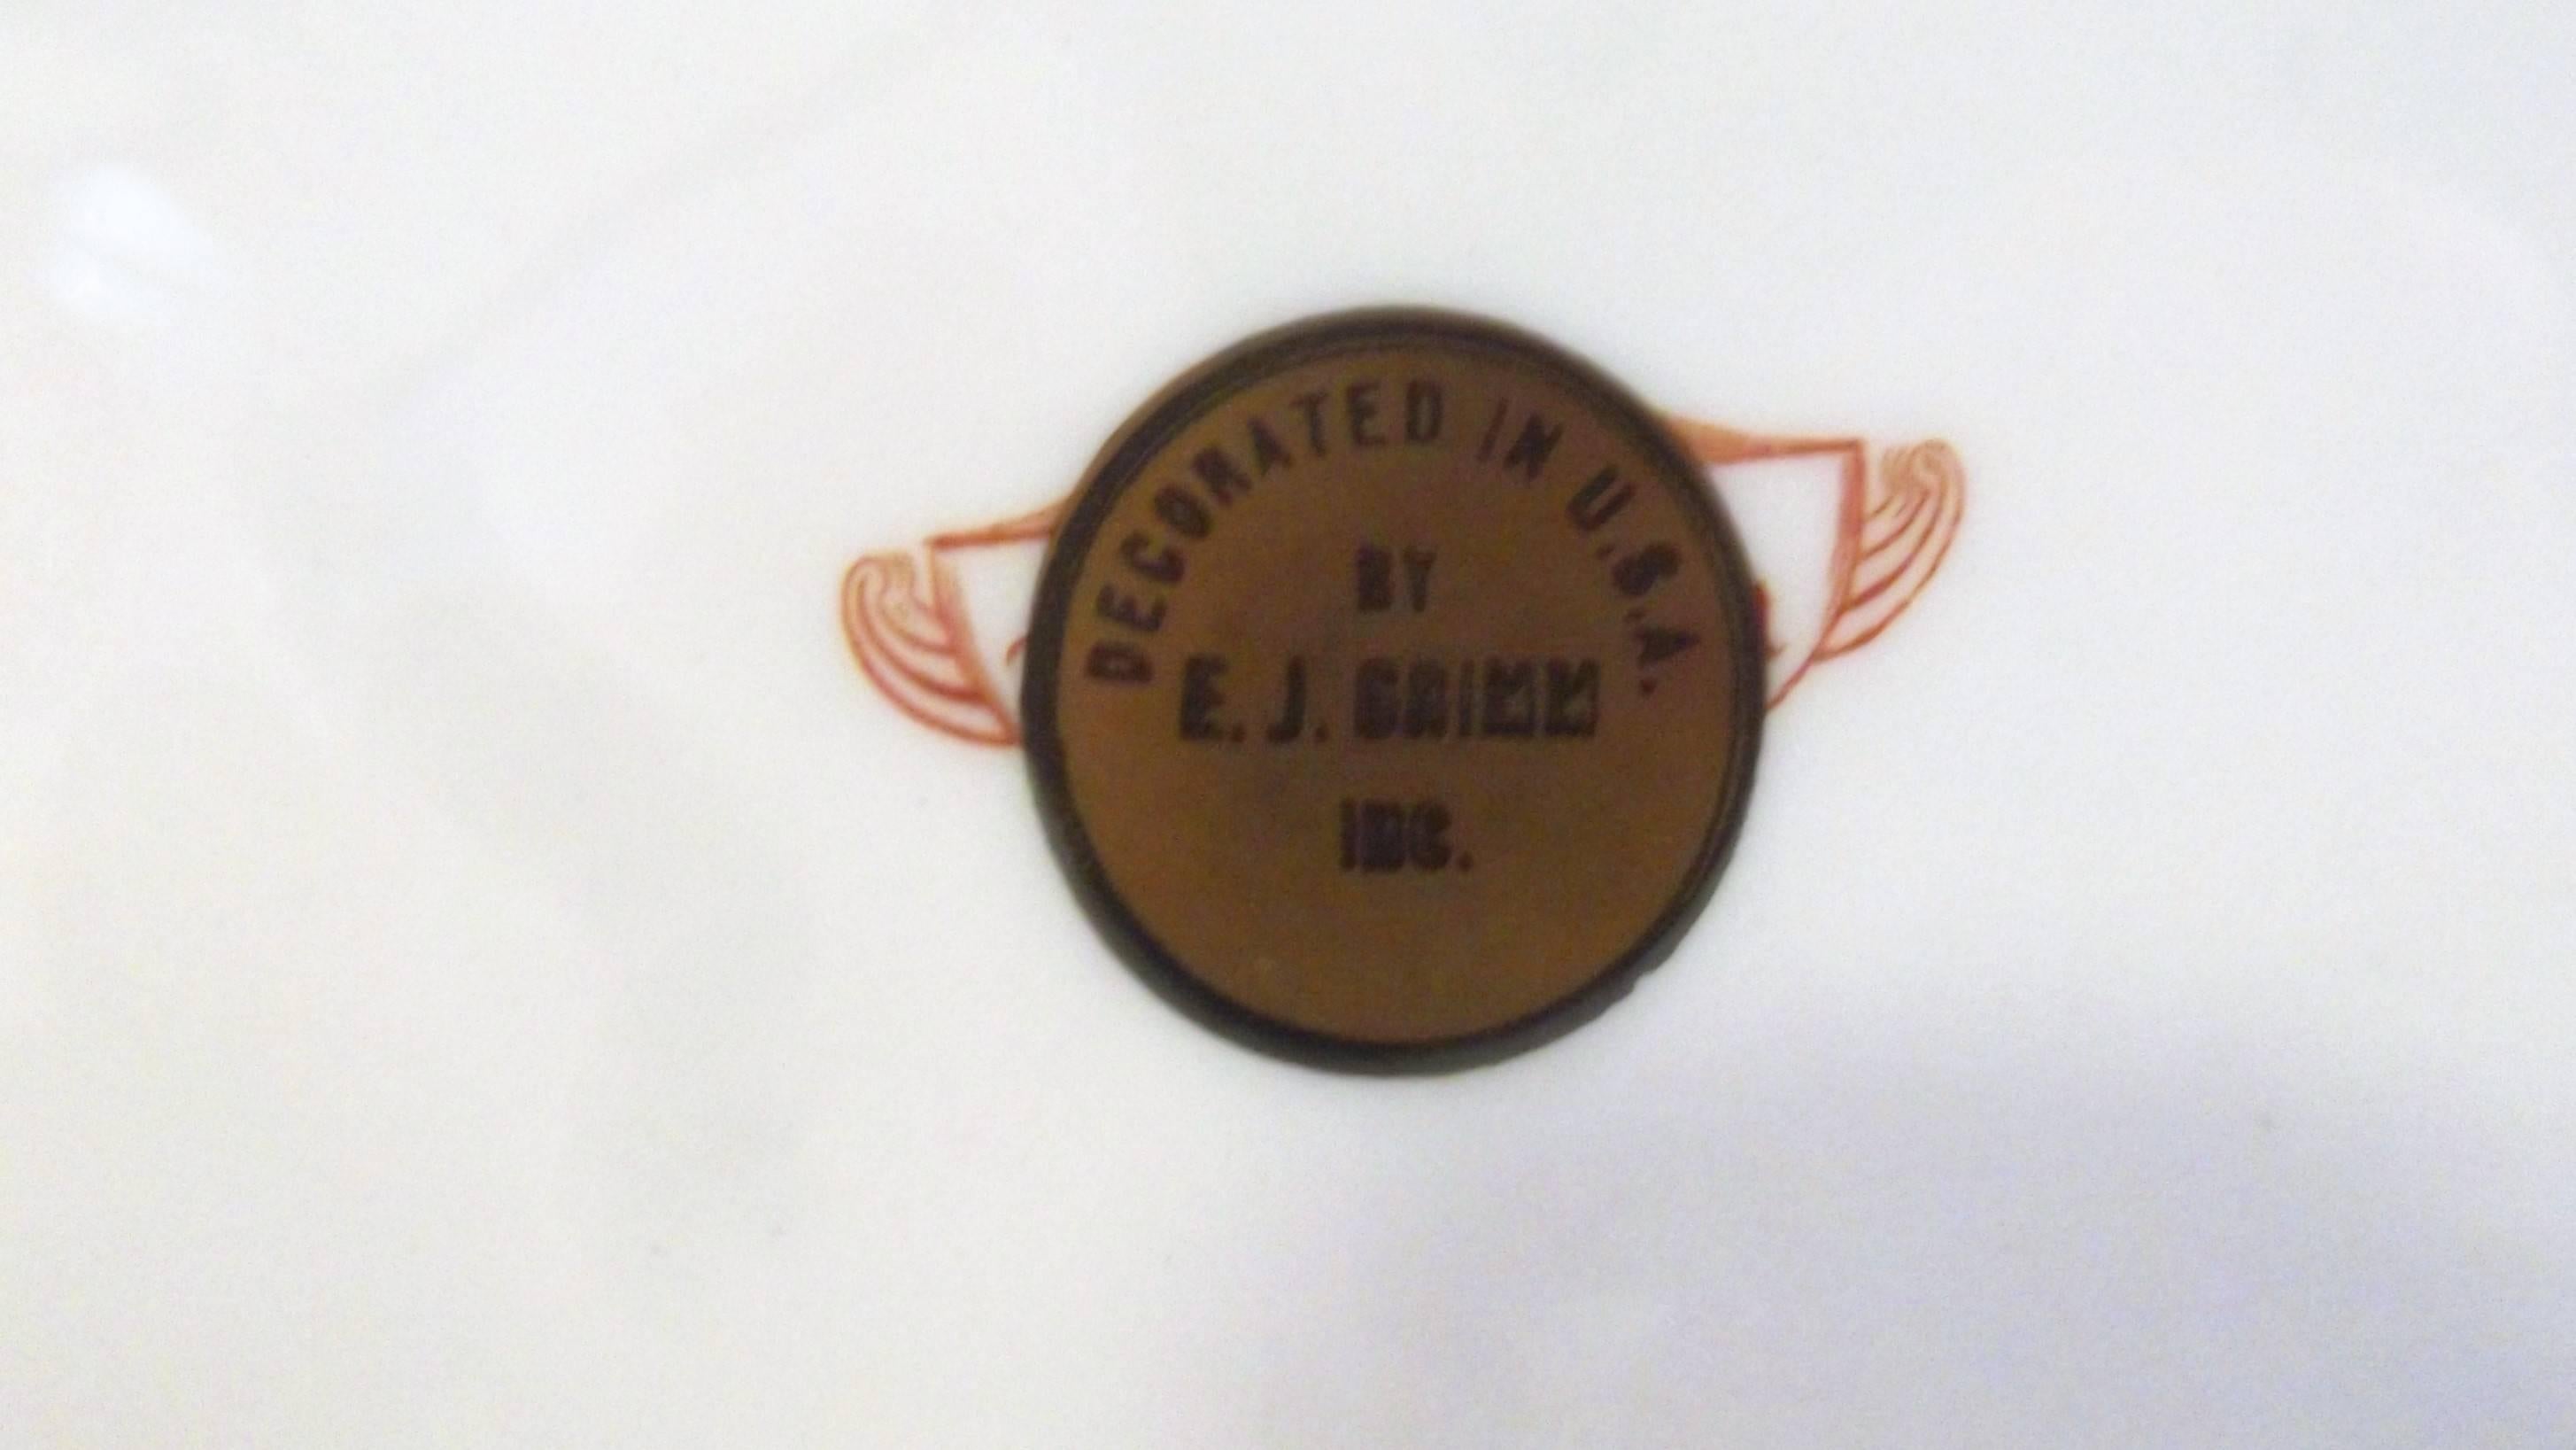 DECORATED IN U.S.A.
BY
E. J. GRIMM
INC.